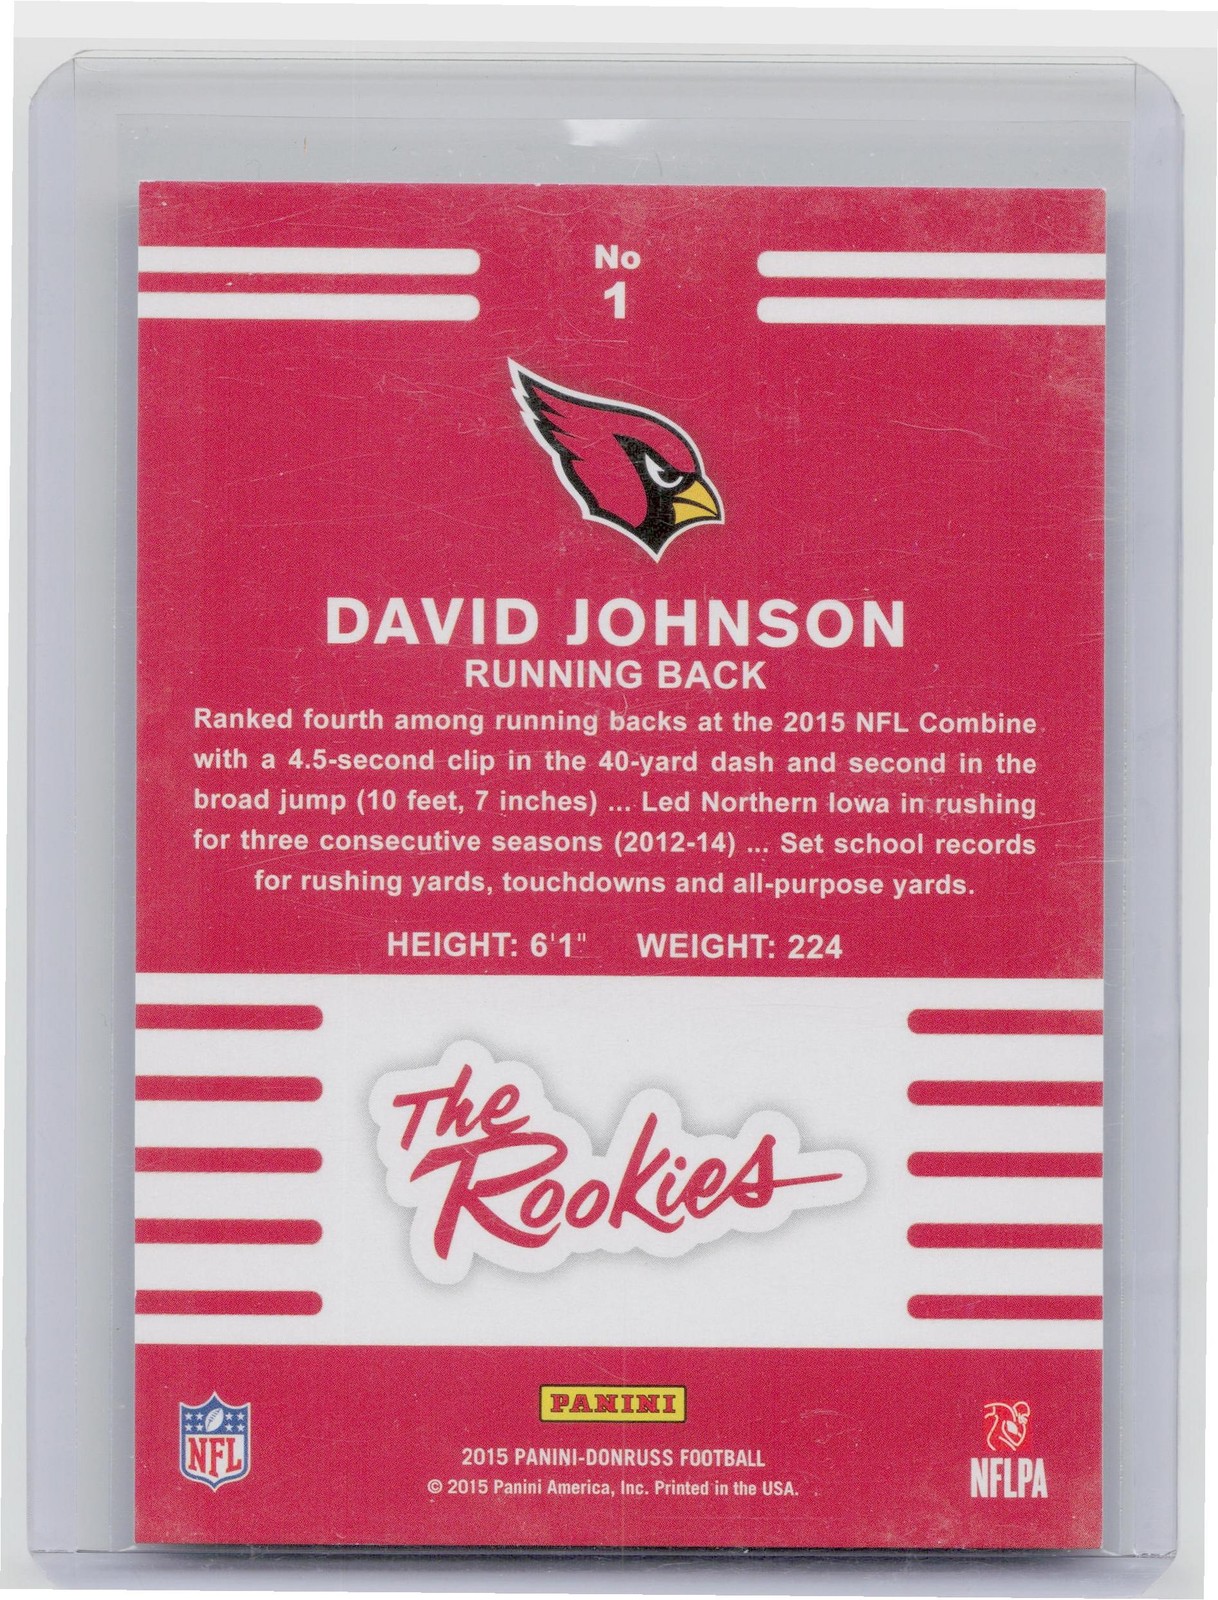 No
1
DAVID JOHNSON
RUNNING BACK
Ranked fourth among running backs at the 2015 NFL Combine
with a 4.5-second clip in the 40-yard dash and second in the
broad jump (10 feet, 7 inches) ... Led Northern Iowa in rushing
for three consecutive seasons (2012-14) ... Set school records
for rushing yards, touchdowns and all-purpose yards.
HEIGHT: 6'1" WEIGHT: 224
The
Rookies
PANINI
NFL
2015 PANINI-DONRUSS FOOTBALL
© 2015 Panini America, Inc. Printed in the USA.
NFLPA